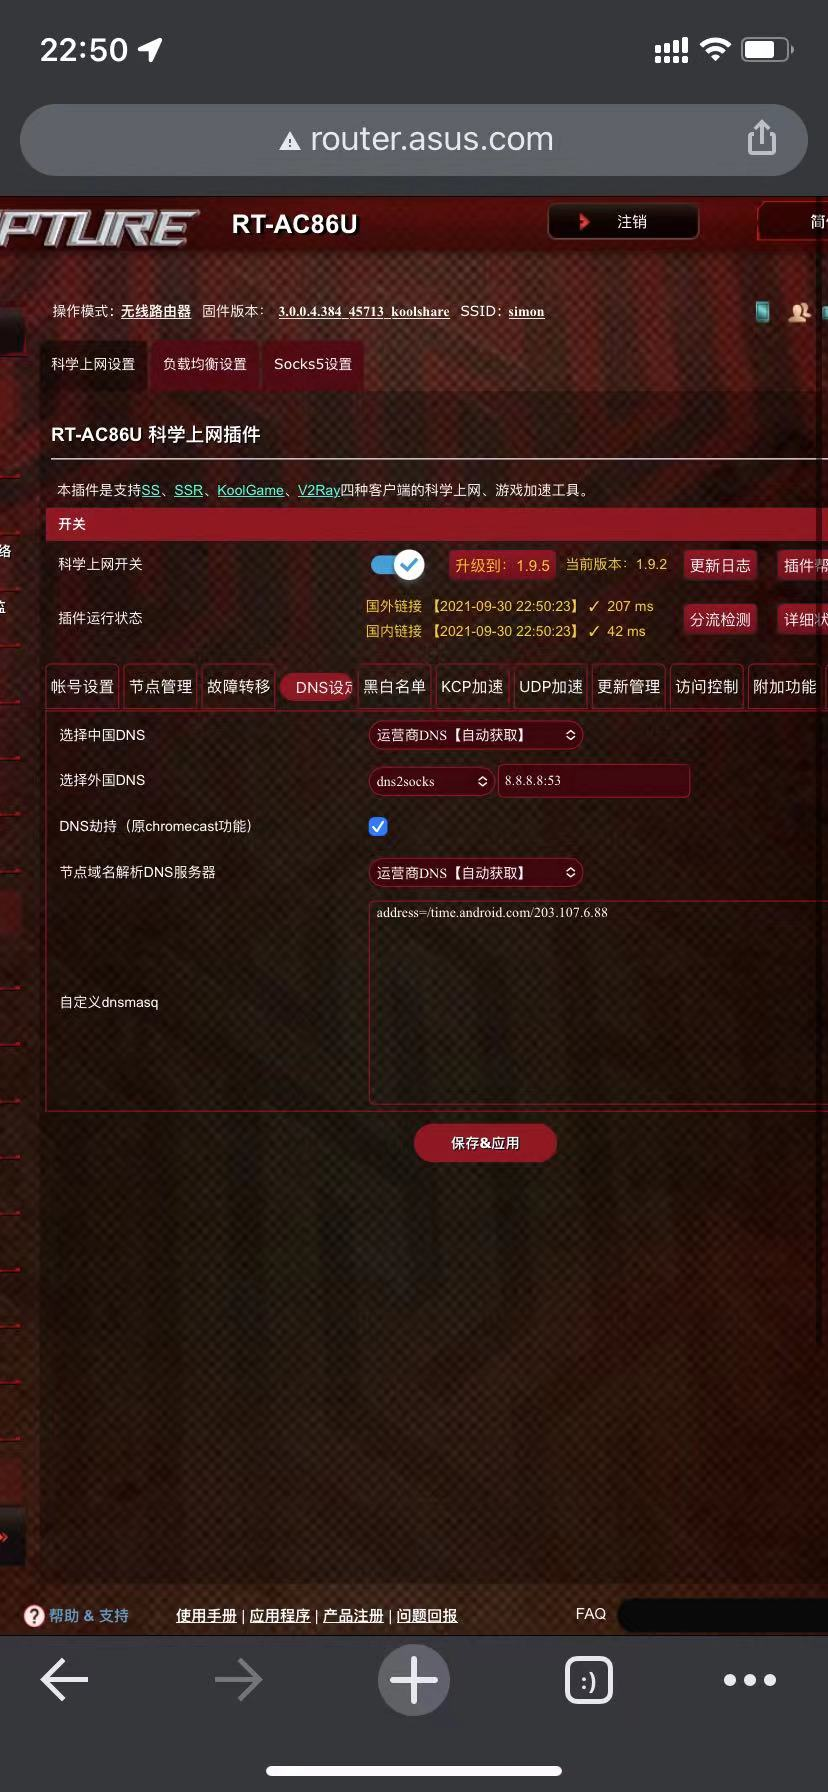 22:50
router.asus.com
PTURE RT-AC86U 注销
操作模式：无线路由器 固件版本： 3.0.0.4.384_45713_koolshare SSID：simon
科学上网设置 负载均衡设置 Socks5设置
RT-AC86U 科学上网插件
本插件是支持SS、SSR、KoolGame、V2Ray四种客户端的科学上网、游戏加速工具。
开关
络
科学上网开关 升级到：1.9.5 当前版本：1.9.2 更新日志 插件帮
插件运行状态
国外链接 【2021-09-30 22:50:23】 ✓ 207 ms
国内链接 【2021-09-30 22:50:23】 ✓ 42 ms
分流检测 详细状
帐号设置 节点管理 故障转移 DNS设定 黑白名单 KCP加速 UDP加速 更新管理 访问控制 附加功能
选择中国DNS 运营商DNS【自动获取】
选择外国DNS dns2socks 8.8.8.8:53
DNS劫持（原chromecast功能）
节点域名解析DNS服务器 运营商DNS【自动获取】
address=/time.android.com/203.107.6.88
自定义dnsmasq
保存&应用
帮助 & 支持 使用手册 | 应用程序 | 产品注册 | 问题回报 FAQ
:)